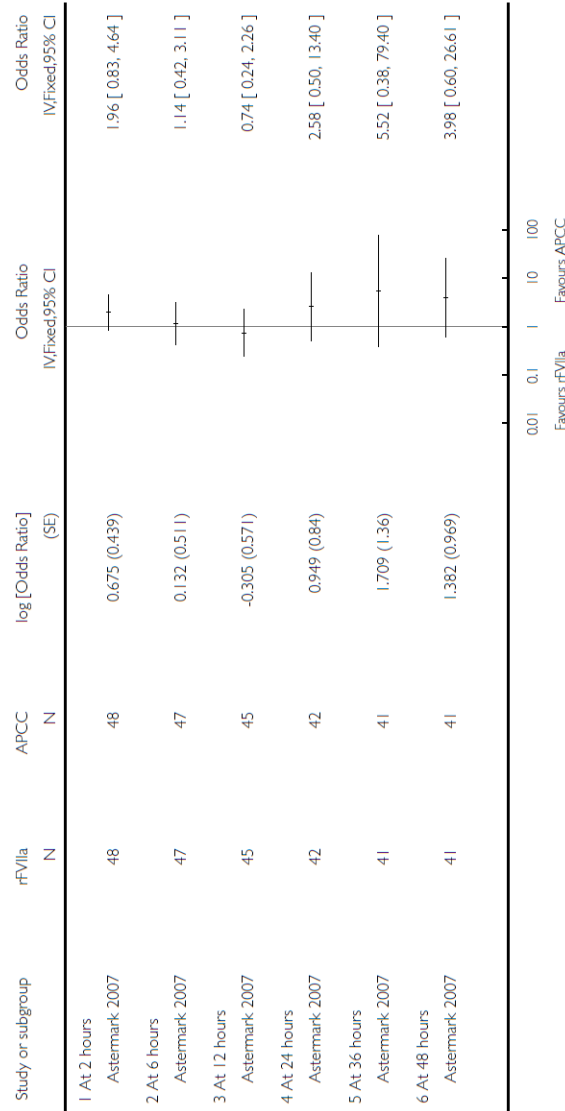 Study or subgroup rFVIIa APCC log [Odds Ratio] Odds Ratio Odds Ratio
N N (SE) IV,Fixed,95% CI IV,Fixed,95% CI
1 At 2 hours
Astermark 2007 48 48 0.675 (0.439) 1.96 [ 0.83, 4.64 ]
2 At 6 hours
Astermark 2007 47 47 0.132 (0.511) 1.14 [ 0.42, 3.11 ]
3 At 12 hours
Astermark 2007 45 45 -0.305 (0.571) 0.74 [ 0.24, 2.26 ]
4 At 24 hours
Astermark 2007 42 42 0.949 (0.84) 2.58 [ 0.50, 13.40 ]
5 At 36 hours
Astermark 2007 41 41 1.709 (1.36) 5.52 [ 0.38, 79.40 ]
6 At 48 hours
Astermark 2007 41 41 1.382 (0.969) 3.98 [ 0.60, 26.61 ]
0.01 0.1 1 10 100
Favours rFVIIa Favours APCC